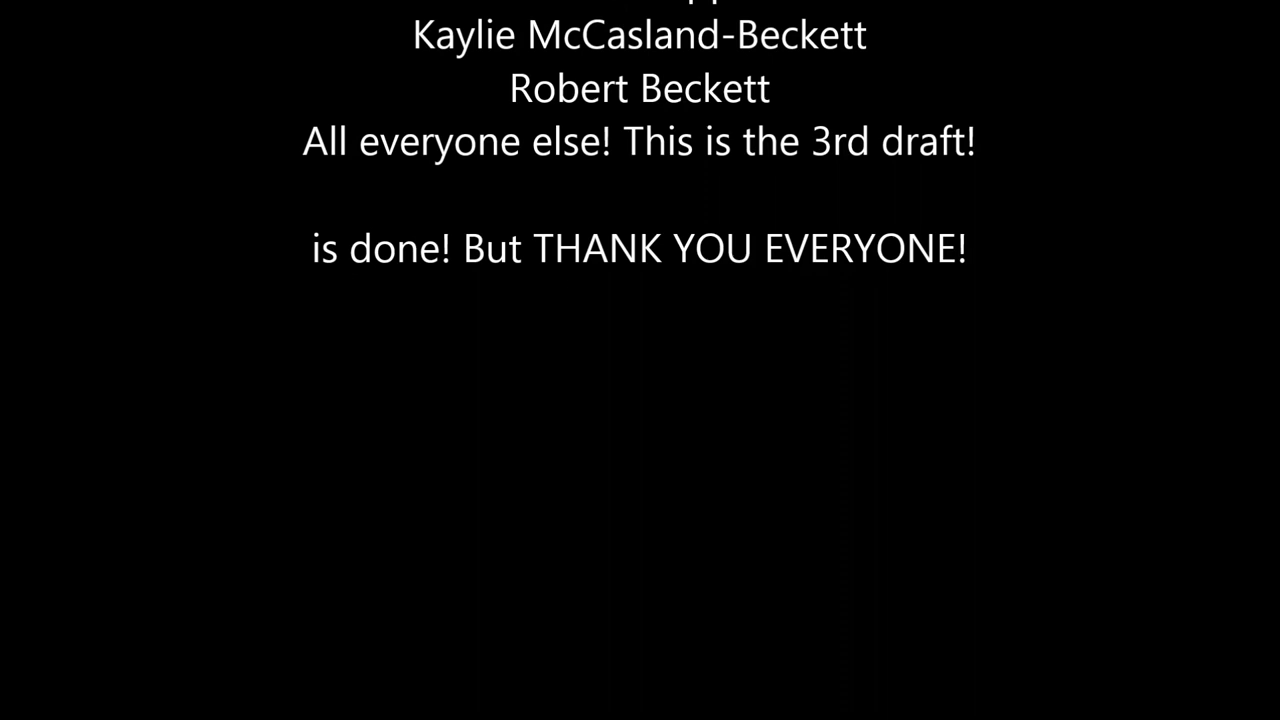 Kaylie McCasland-Beckett
Robert Beckett
All everyone else! This is the 3rd draft!
is done! But THANK YOU EVERYONE!